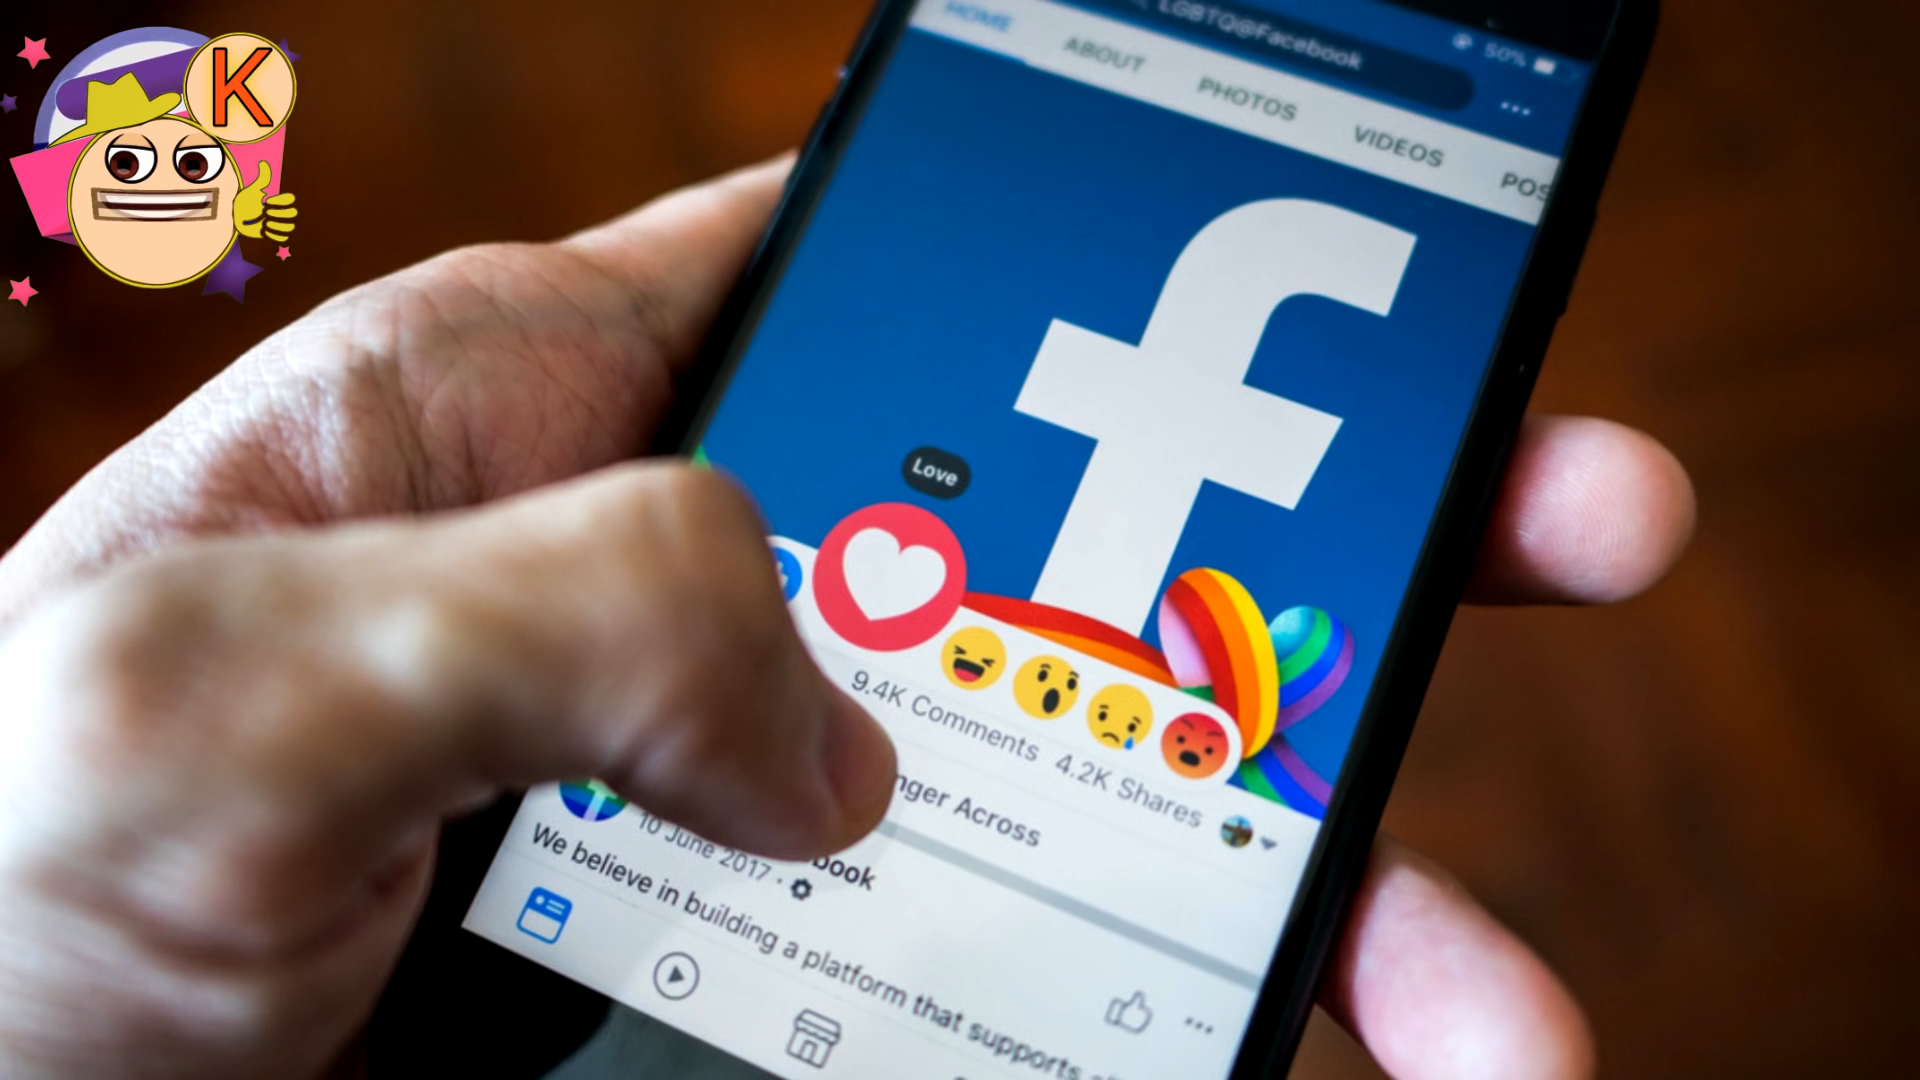 K
LGBTQ@Facebook
50%
HOME
ABOUT
PHOTOS
VIDEOS
POS
f
Love
9.4K Comments 4.2K Shares
nger Across
book
10 June 2017 ·
We believe in building a platform that supports